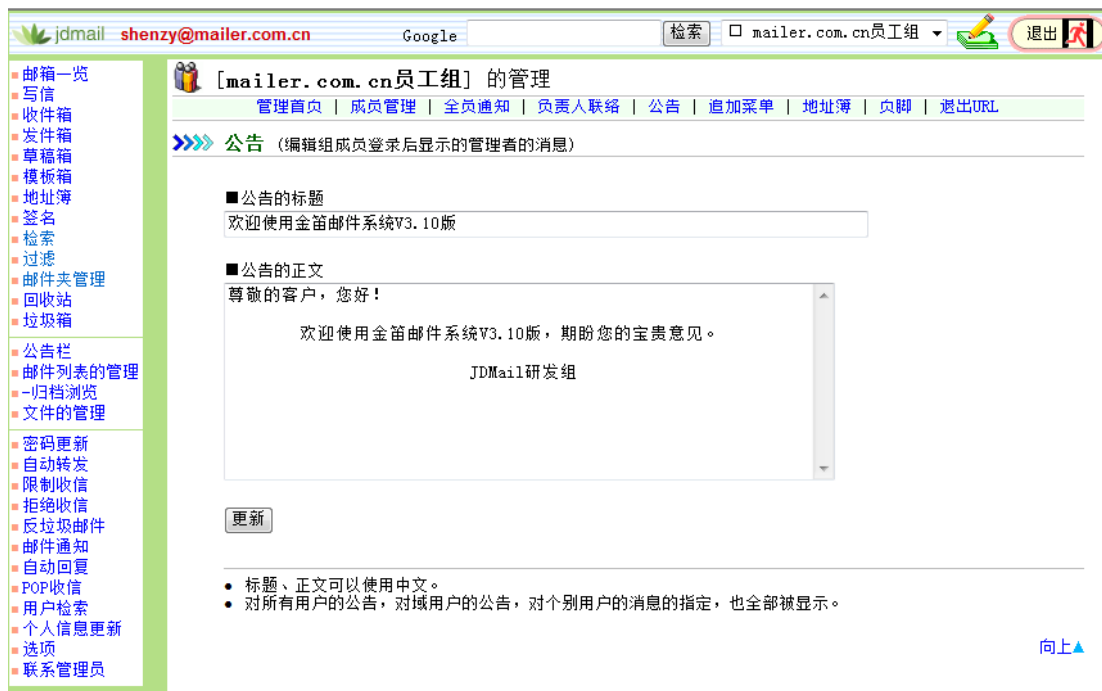 jdmail shenzy@mailer.com.cn Google 检索 口 mailer.com.cn员工组 退出
邮箱一览
写信
收件箱
发件箱
草稿箱
模板箱
地址簿
签名
检索
过滤
邮件夹管理
回收站
垃圾箱
公告栏
邮件列表的管理
-归档浏览
文件的管理
密码更新
自动转发
限制收信
拒绝收信
反垃圾邮件
邮件通知
自动回复
POP收信
用户检索
个人信息更新
选项
联系管理员
[mailer.com.cn员工组] 的管理
管理首页 | 成员管理 | 全员通知 | 负责人联络 | 公告 | 追加菜单 | 地址簿 | 页脚 | 退出URL
公告 (编辑组成员登录后显示的管理者的消息)
■公告的标题
欢迎使用金笛邮件系统V3.10版
■公告的正文
尊敬的客户，您好！
欢迎使用金笛邮件系统V3.10版，期盼您的宝贵意见。
JDMail研发组
更新
● 标题、正文可以使用中文。
● 对所有用户的公告，对域用户的公告，对个别用户的消息的指定，也全部被显示。
向上▲